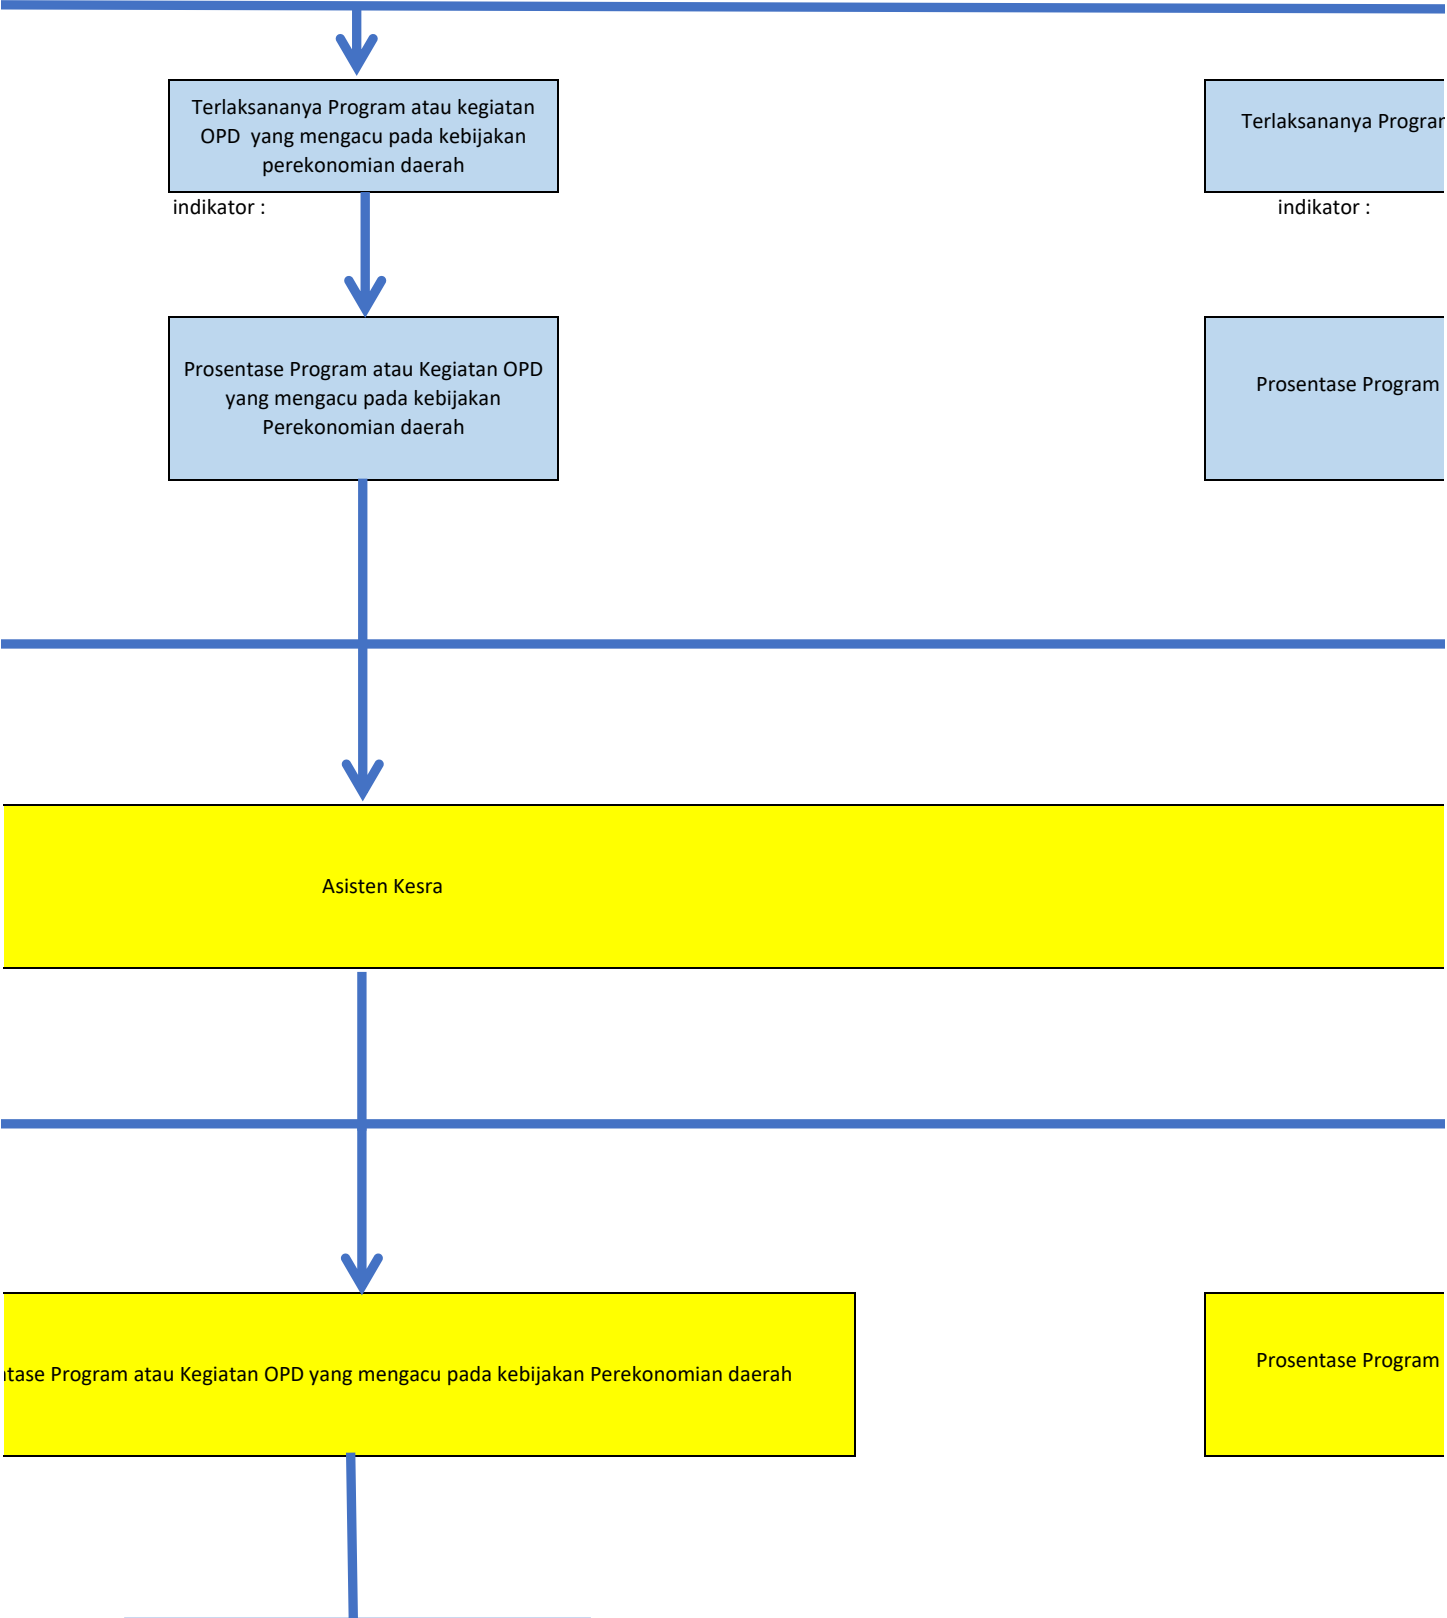 Terlaksananya Program atau kegiatan
OPD  yang mengacu pada kebijakan
perekonomian daerah
Terlaksananya
indikator :
indikator :
Prosentase Program atau Kegiatan OPD
yang mengacu pada kebijakan
Perekonomian daerah
Prosentase Program
Asisten Kesra
Program atau Kegiatan OPD yang mengacu pada kebijakan Perekonomian daerah
Prosentase Program